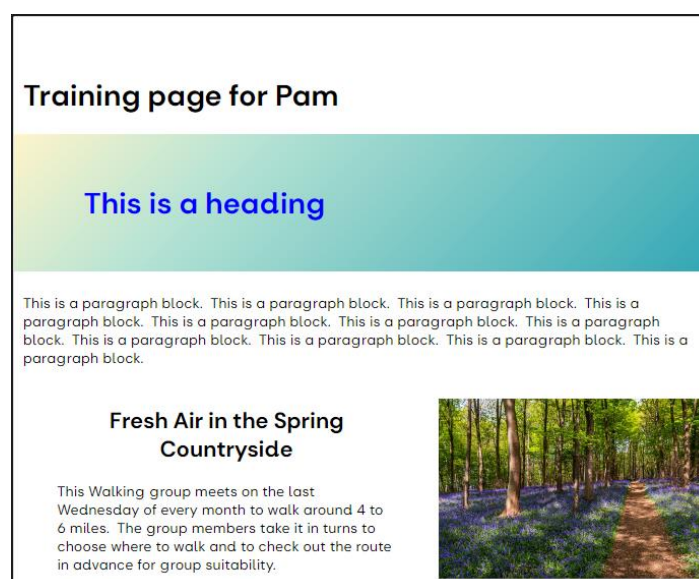 Training page for Pam
This is a heading
This is a paragraph block.  This is a paragraph block.  This is a paragraph block.  This is a
paragraph block.  This is a paragraph block.  This is a paragraph block.  This is a paragraph
block.  This is a paragraph block.  This is a paragraph block.  This is a paragraph block.  This is a
paragraph block.
Fresh Air in the Spring
Countryside
This Walking group meets on the last
Wednesday of every month to walk around 4 to
6 miles.  The group members take it in turns to
choose where to walk and to check out the route
in advance for group suitability.